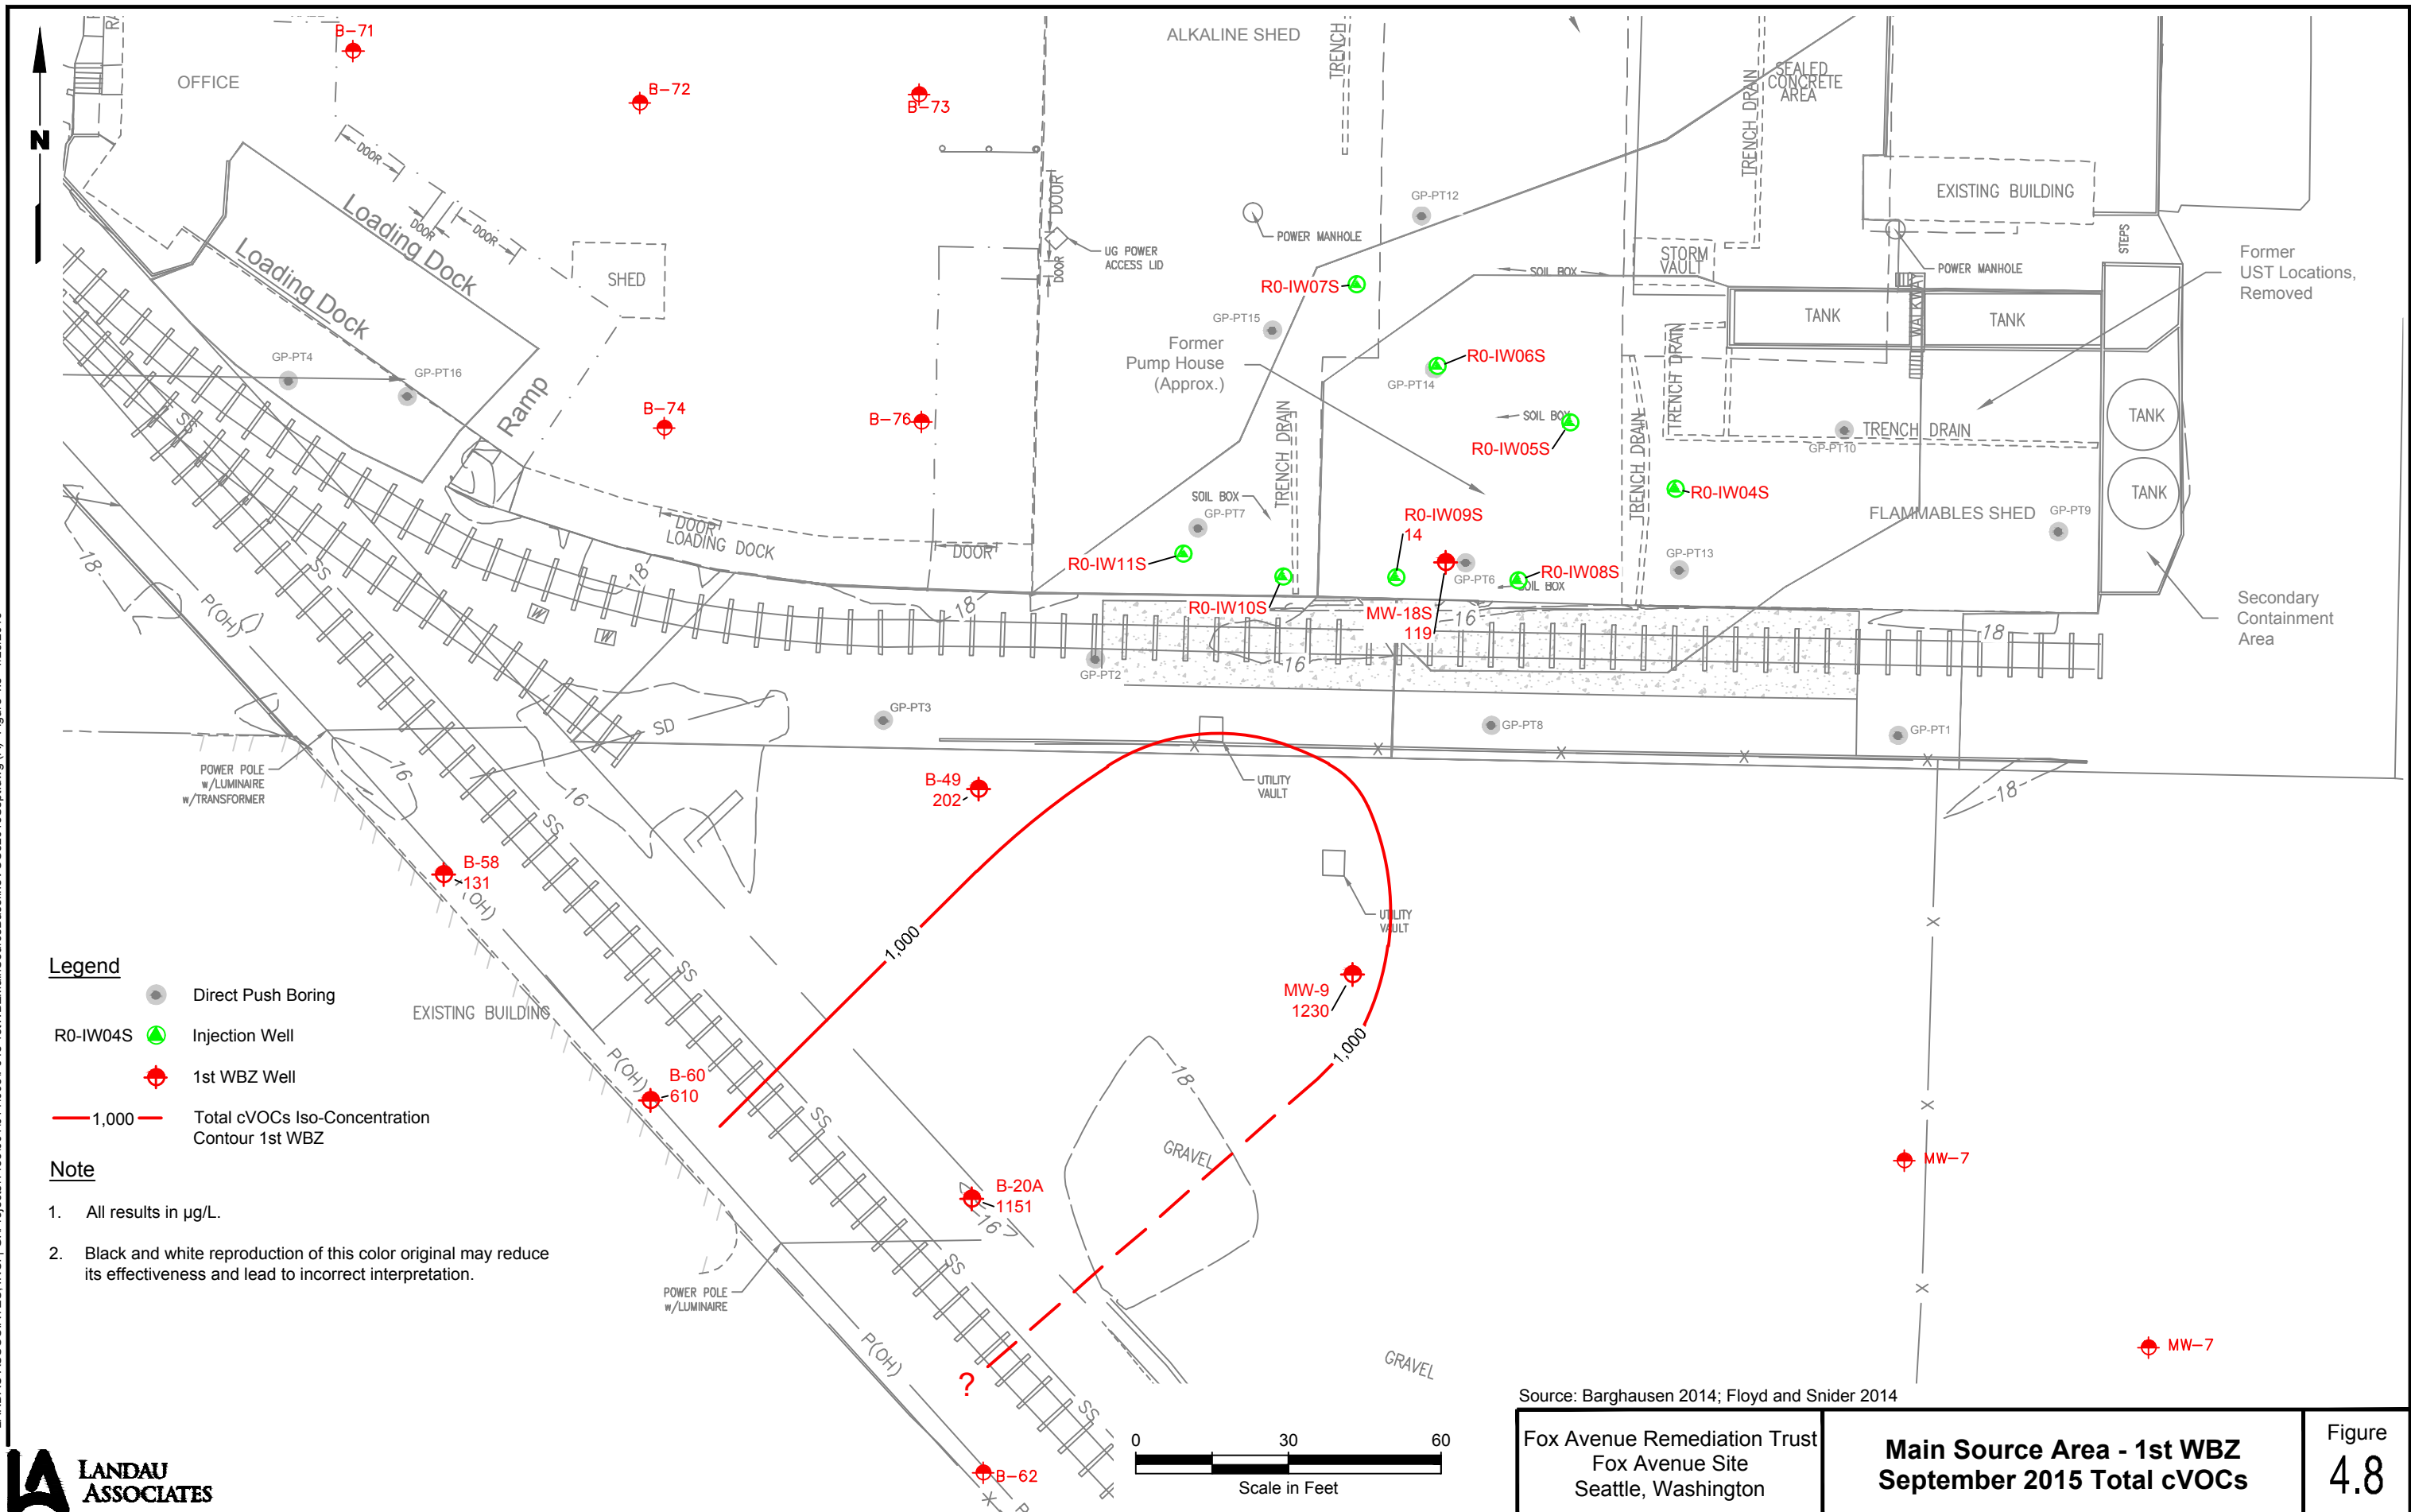 B-71
B-72
B-73
OFFICE
ALKALINE SHED
TRENCH
TRENCH DRAIN
SEALED
CONCRETE
AREA
N
DOOR
DOOR
DOOR
Loading Dock
Loading Dock
SHED
DOOR
DOOR
UG POWER
ACCESS LID
POWER MANHOLE
GP-PT12
STORM
VAULT
SOIL BOX
EXISTING BUILDING
STEPS
POWER MANHOLE
Former
UST Locations,
Removed
R0-IW07S
GP-PT15
Former
Pump House
(Approx.)
R0-IW06S
GP-PT14
TANK
WALKWAY
TANK
TRENCH DRAIN
GP-PT4
GP-PT16
Ramp
B-74
B-76
SOIL BOX
R0-IW05S
TRENCH DRAIN
TRENCH DRAIN
TRENCH DRAIN
GP-PT10
TANK
TANK
R0-IW04S
FLAMMABLES SHED
GP-PT9
SOIL BOX
GP-PT7
R0-IW09S
14
DOOR
LOADING DOCK
DOOR
R0-IW11S
R0-IW10S
GP-PT6
MW-18S
119
R0-IW08S
SOIL BOX
GP-PT13
Secondary
Containment
Area
18
SS
SS
P(OH)
W
W
18
18
16
16
18
GP-PT2
GP-PT3
SD
GP-PT8
GP-PT1
X
X
X
X
X
POWER POLE
w/LUMINAIRE
w/TRANSFORMER
16
16
B-49
202
UTILITY
VAULT
18
SS
B-58
131
(OH)
UTILITY
VAULT
1,000
X
SS
MW-9
1230
1,000
Legend
Direct Push Boring
R0-IW04S
Injection Well
1st WBZ Well
1,000
Total cVOCs Iso-Concentration
Contour 1st WBZ
EXISTING BUILDING
P(OH)
B-60
610
SS
18
GRAVEL
X
MW-7
Note
1. All results in µg/L.
2. Black and white reproduction of this color original may reduce
its effectiveness and lead to incorrect interpretation.
B-20A
1151
16
SS
POWER POLE
w/LUMINAIRE
X
P(OH)
MW-7
?
GRAVEL
SS
B-62
X
0 30 60
Scale in Feet
Source: Barghausen 2014; Floyd and Snider 2014
LANDAU
ASSOCIATES
Fox Avenue Remediation Trust
Fox Avenue Site
Seattle, Washington
Main Source Area - 1st WBZ
September 2015 Total cVOCs
Figure
4.8